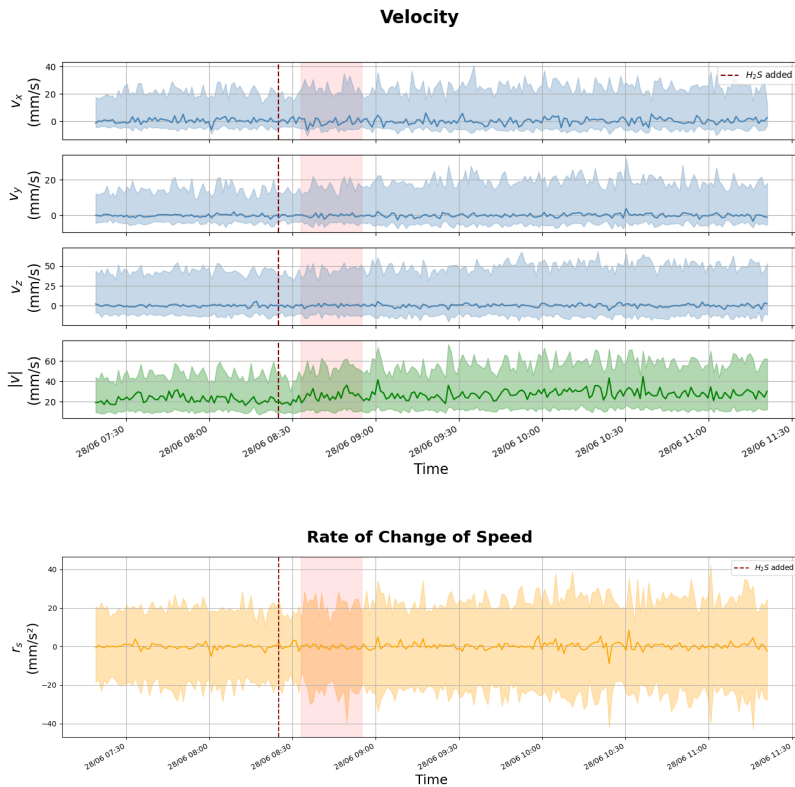 Velocity
40
20
0
v_x
(mm/s)
H₂S added
20
0
v_y
(mm/s)
50
25
0
v_z
(mm/s)
60
40
20
|v|
(mm/s)
28/06 07:30
28/06 08:00
28/06 08:30
28/06 09:00
28/06 09:30
28/06 10:00
28/06 10:30
28/06 11:00
28/06 11:30
Time
Rate of Change of Speed
40
20
0
−20
−40
r_s
(mm/s²)
H₂S added
28/06 07:30
28/06 08:00
28/06 08:30
28/06 09:00
28/06 09:30
28/06 10:00
28/06 10:30
28/06 11:00
28/06 11:30
Time